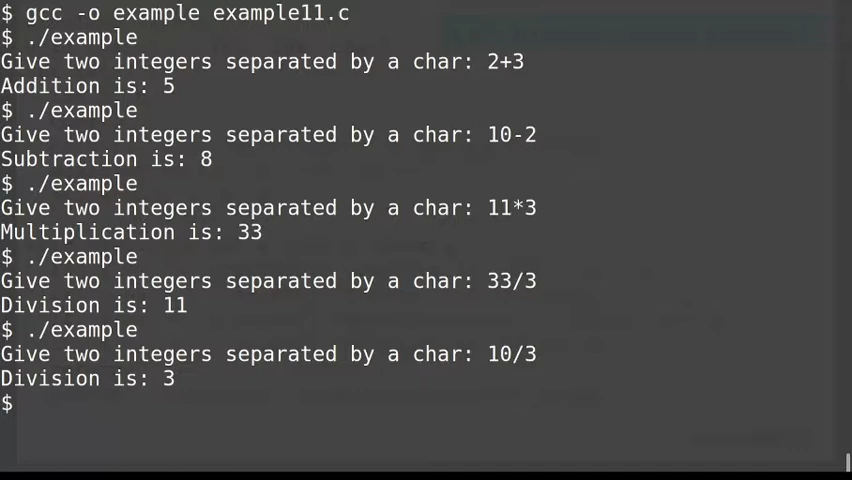 $ gcc -o example example11.c
$ ./example
Give two integers separated by a char: 2+3
Addition is: 5
$ ./example
Give two integers separated by a char: 10-2
Subtraction is: 8
$ ./example
Give two integers separated by a char: 11*3
Multiplication is: 33
$ ./example
Give two integers separated by a char: 33/3
Division is: 11
$ ./example
Give two integers separated by a char: 10/3
Division is: 3
$